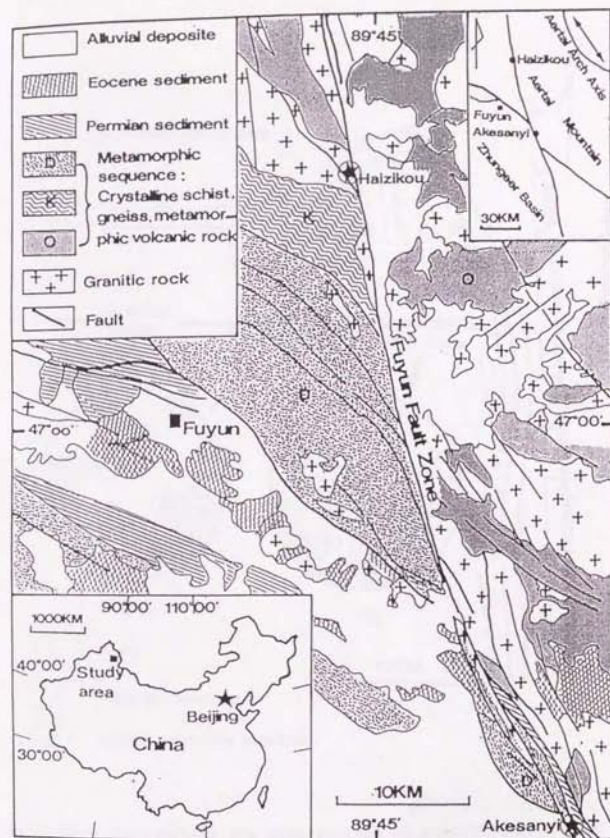 Alluvial deposite
Eocene sediment
Permian sediment
D
Metamorphic
sequence:
K
Crystalline schist,
gneiss, metamor-
O
phic volcanic rock
Granitic rock
Fault
89°45'
Haizikou
K
O
D
Fuyun Fault Zone
47°00'
Fuyun
47°00'
D
10KM
89°45'
Akesanyi
Aertai Arch Axis
Haizikou
Aertai Mountain
Fuyun
Akesanyi
Zhungeer Basin
30KM
1000KM
90°00'
110°00'
40°00'
Study
area
Beijing
China
30°00'